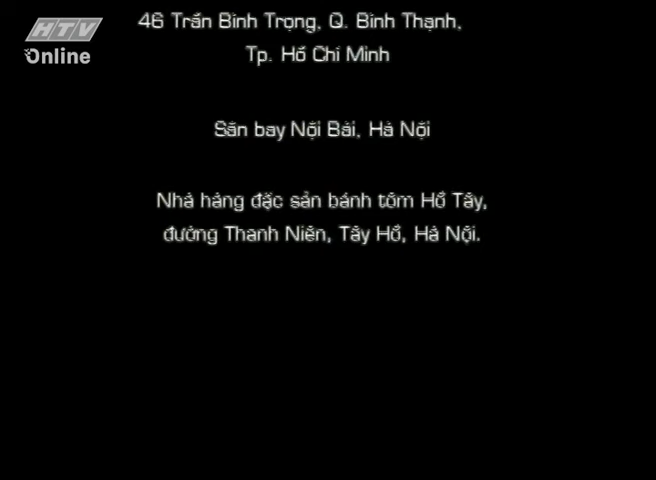 HTV
Online
46 Trần Bình Trọng, Q. Bình Thạnh,
Tp. Hồ Chí Minh
Sân bay Nội Bài, Hà Nội
Nhà hàng đặc sản bánh tôm Hồ Tây,
đường Thanh Niên, Tây Hồ, Hà Nội.